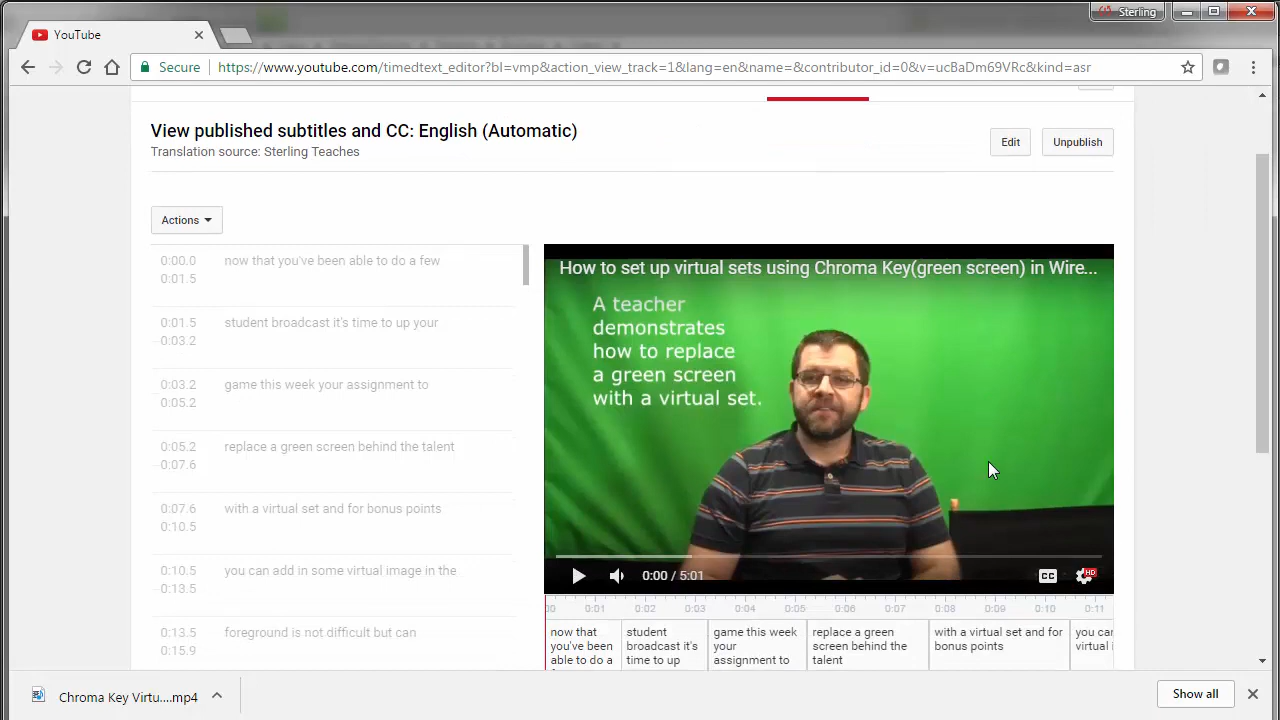 Sterling
YouTube
Secure
https://www.youtube.com/timedtext_editor?bl=vmp&action_view_track=1&lang=en&name=&contributor_id=0&v=ucBaDm69VRc&kind=asr
View published subtitles and CC: English (Automatic)
Translation source: Sterling Teaches
Edit
Unpublish
Actions
0:00.0 now that you've been able to do a few
0:01.5
0:01.5 student broadcast it's time to up your
0:03.2
0:03.2 game this week your assignment to
0:05.2
0:05.2 replace a green screen behind the talent
0:07.6
0:07.6 with a virtual set and for bonus points
0:10.5
0:10.5 you can add in some virtual image in the
0:13.5
0:13.5 foreground is not difficult but can
0:15.9
How to set up virtual sets using Chroma Key(green screen) in Wire...
A teacher
demonstrates
how to replace
a green screen
with a virtual set.
0:00 / 5:01
CC
HD
00 0:01 0:02 0:03 0:04 0:05 0:06 0:07 0:08 0:09 0:10 0:11
now that
you've been
able to do a
student
broadcast it's
time to up
game this week
your
assignment to
replace a green
screen behind the
talent
with a virtual set and for
bonus points
you can
virtual i
Chroma Key Virtu....mp4
Show all